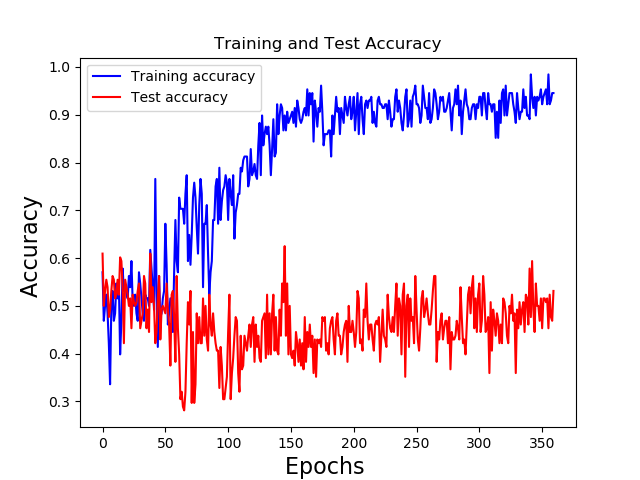 Training and Test Accuracy
Training accuracy
Test accuracy
Accuracy
1.0
0.9
0.8
0.7
0.6
0.5
0.4
0.3
0 50 100 150 200 250 300 350
Epochs